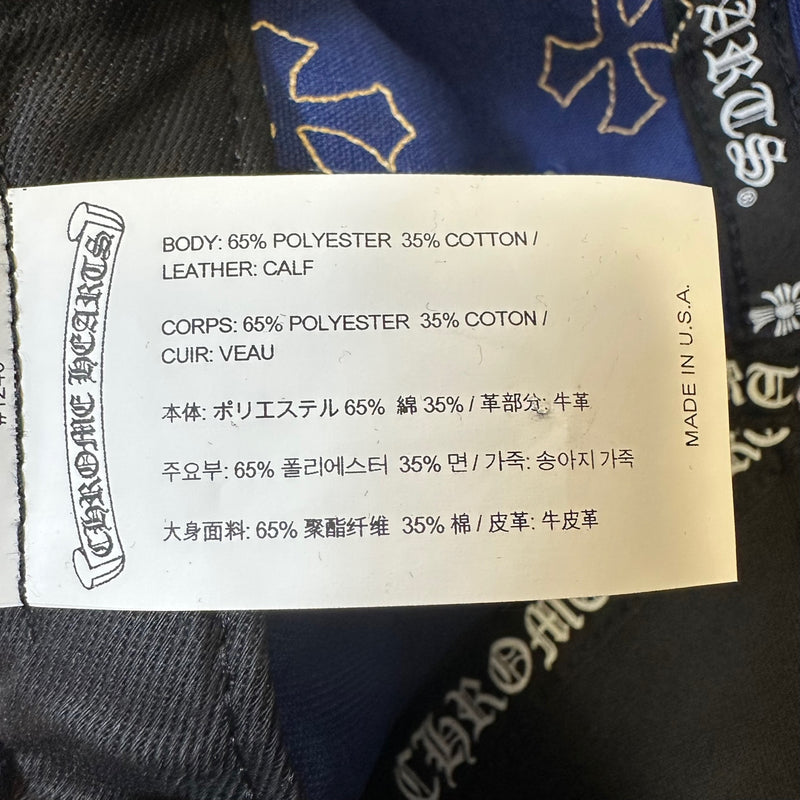 ARTS®
CHROME HEARTS
BODY: 65% POLYESTER 35% COTTON /
LEATHER: CALF
CORPS: 65% POLYESTER 35% COTON /
CUIR: VEAU
本体: ポリエステル 65% 綿 35% / 革部分: 牛革
주요부: 65% 폴리에스터 35% 면 / 가죽: 송아지 가죽
大身面料: 65% 聚酯纤维 35% 棉 / 皮革: 牛皮革
MADE IN U.S.A.
CHROME